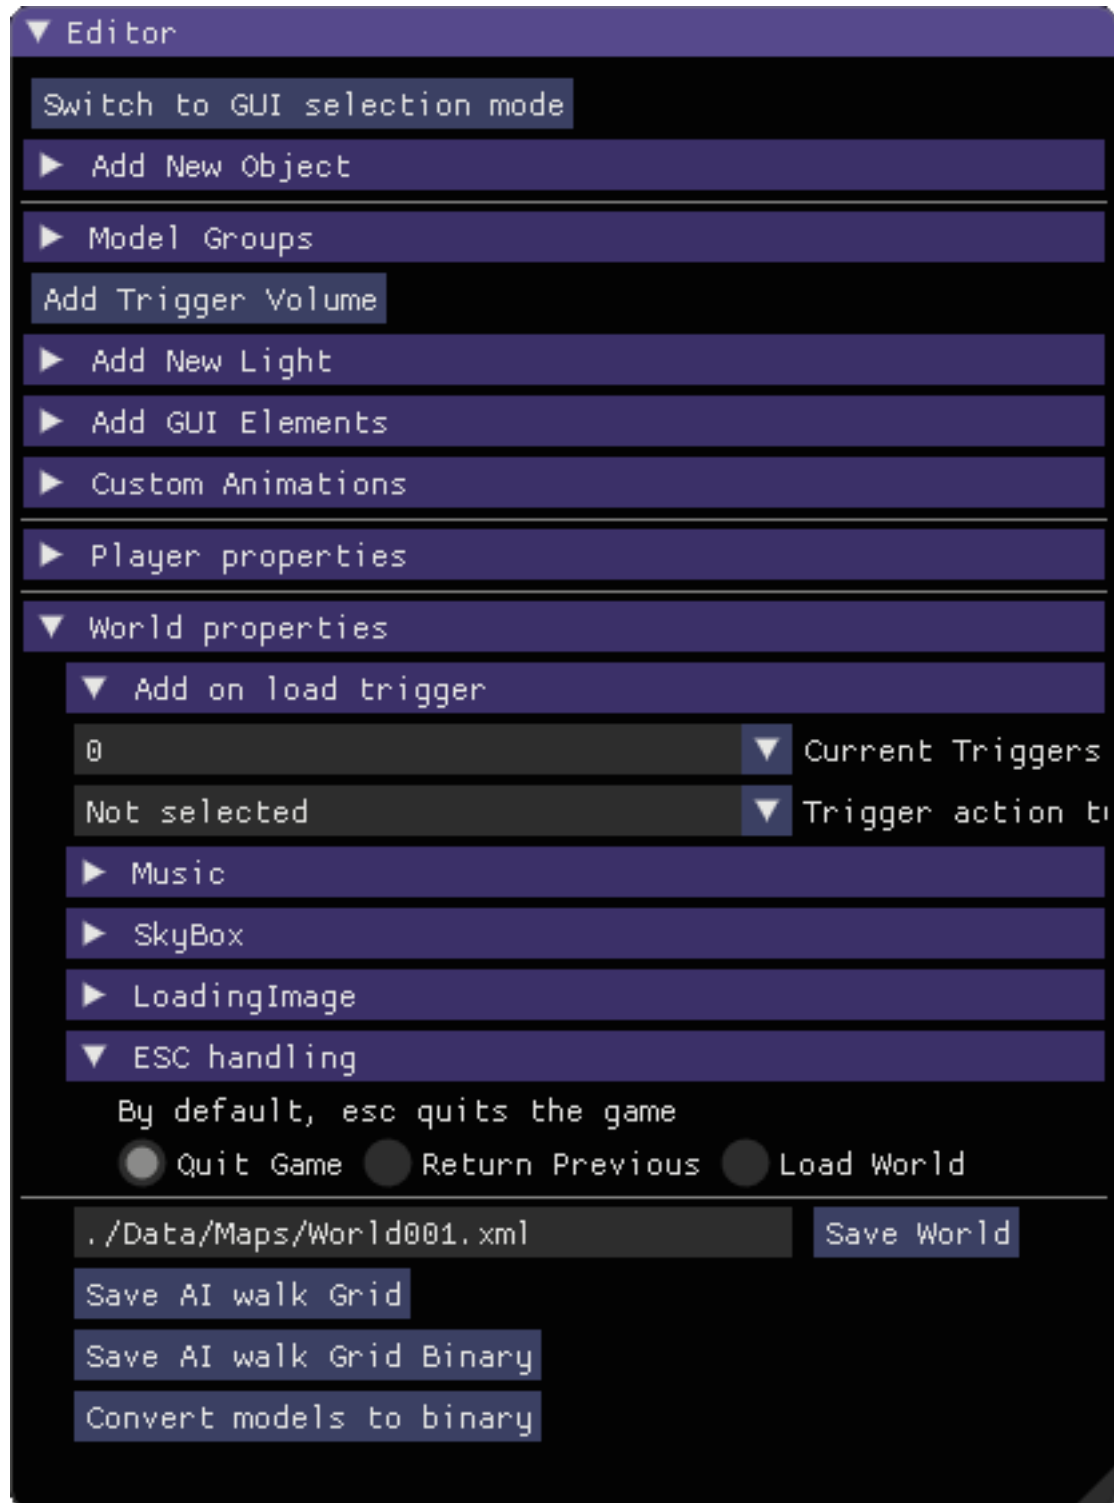 Editor
Switch to GUI selection mode
Add New Object
Model Groups
Add Trigger Volume
Add New Light
Add GUI Elements
Custom Animations
Player properties
World properties
Add on load trigger
0 Current Triggers
Not selected Trigger action
Music
SkyBox
LoadingImage
ESC handling
By default, esc quits the game
Quit Game Return Previous Load World
./Data/Maps/World001.xml Save World
Save AI walk Grid
Save AI walk Grid Binary
Convert models to binary